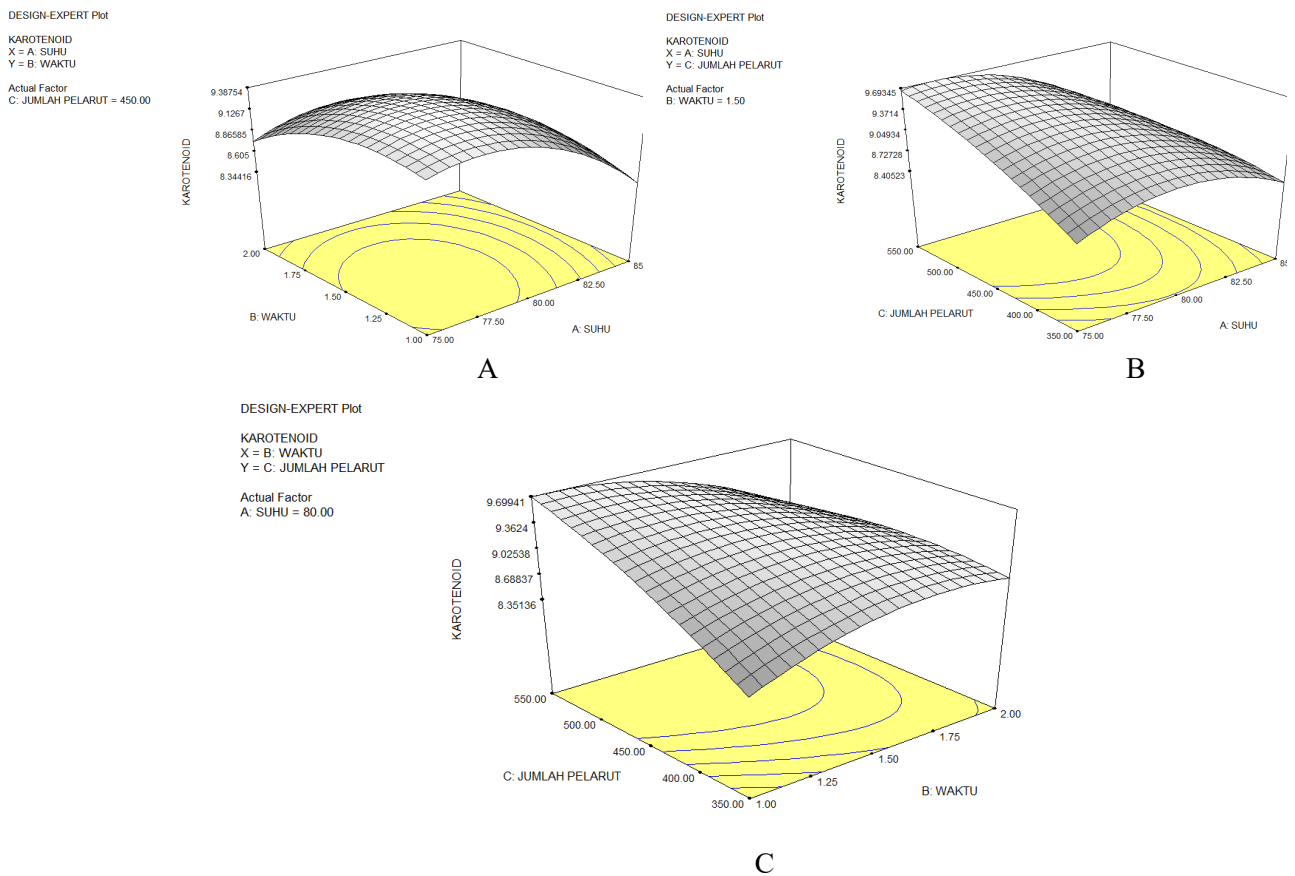 DESIGN-EXPERT Plot
KAROTENOID
X = A: SUHU
Y = B: WAKTU
Actual Factor
C: JUMLAH PELARUT = 450.00
9.38754
9.1267
8.86585
8.605
8.34416
KAROTENOID
2.00
1.75
1.50
1.25
1.00
B: WAKTU
75.00
77.50
80.00
82.50
85
A: SUHU
A
DESIGN-EXPERT Plot
KAROTENOID
X = A: SUHU
Y = C: JUMLAH PELARUT
Actual Factor
B: WAKTU = 1.50
9.69345
9.3714
9.04934
8.72728
8.40523
KAROTENOID
550.00
500.00
450.00
400.00
350.00
C: JUMLAH PELARUT
75.00
77.50
80.00
82.50
A: SUHU
B
DESIGN-EXPERT Plot
KAROTENOID
X = B: WAKTU
Y = C: JUMLAH PELARUT
Actual Factor
A: SUHU = 80.00
9.69941
9.3624
9.02538
8.68837
8.35136
KAROTENOID
550.00
500.00
450.00
400.00
350.00
C: JUMLAH PELARUT
1.00
1.25
1.50
1.75
2.00
B: WAKTU
C